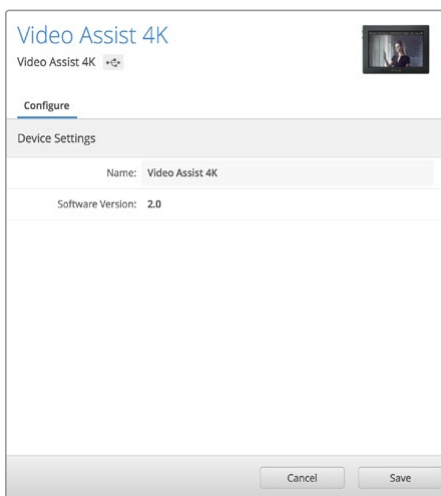 Video Assist 4K
Video Assist 4K
Configure
Device Settings
Name: Video Assist 4K
Software Version: 2.0
Cancel Save